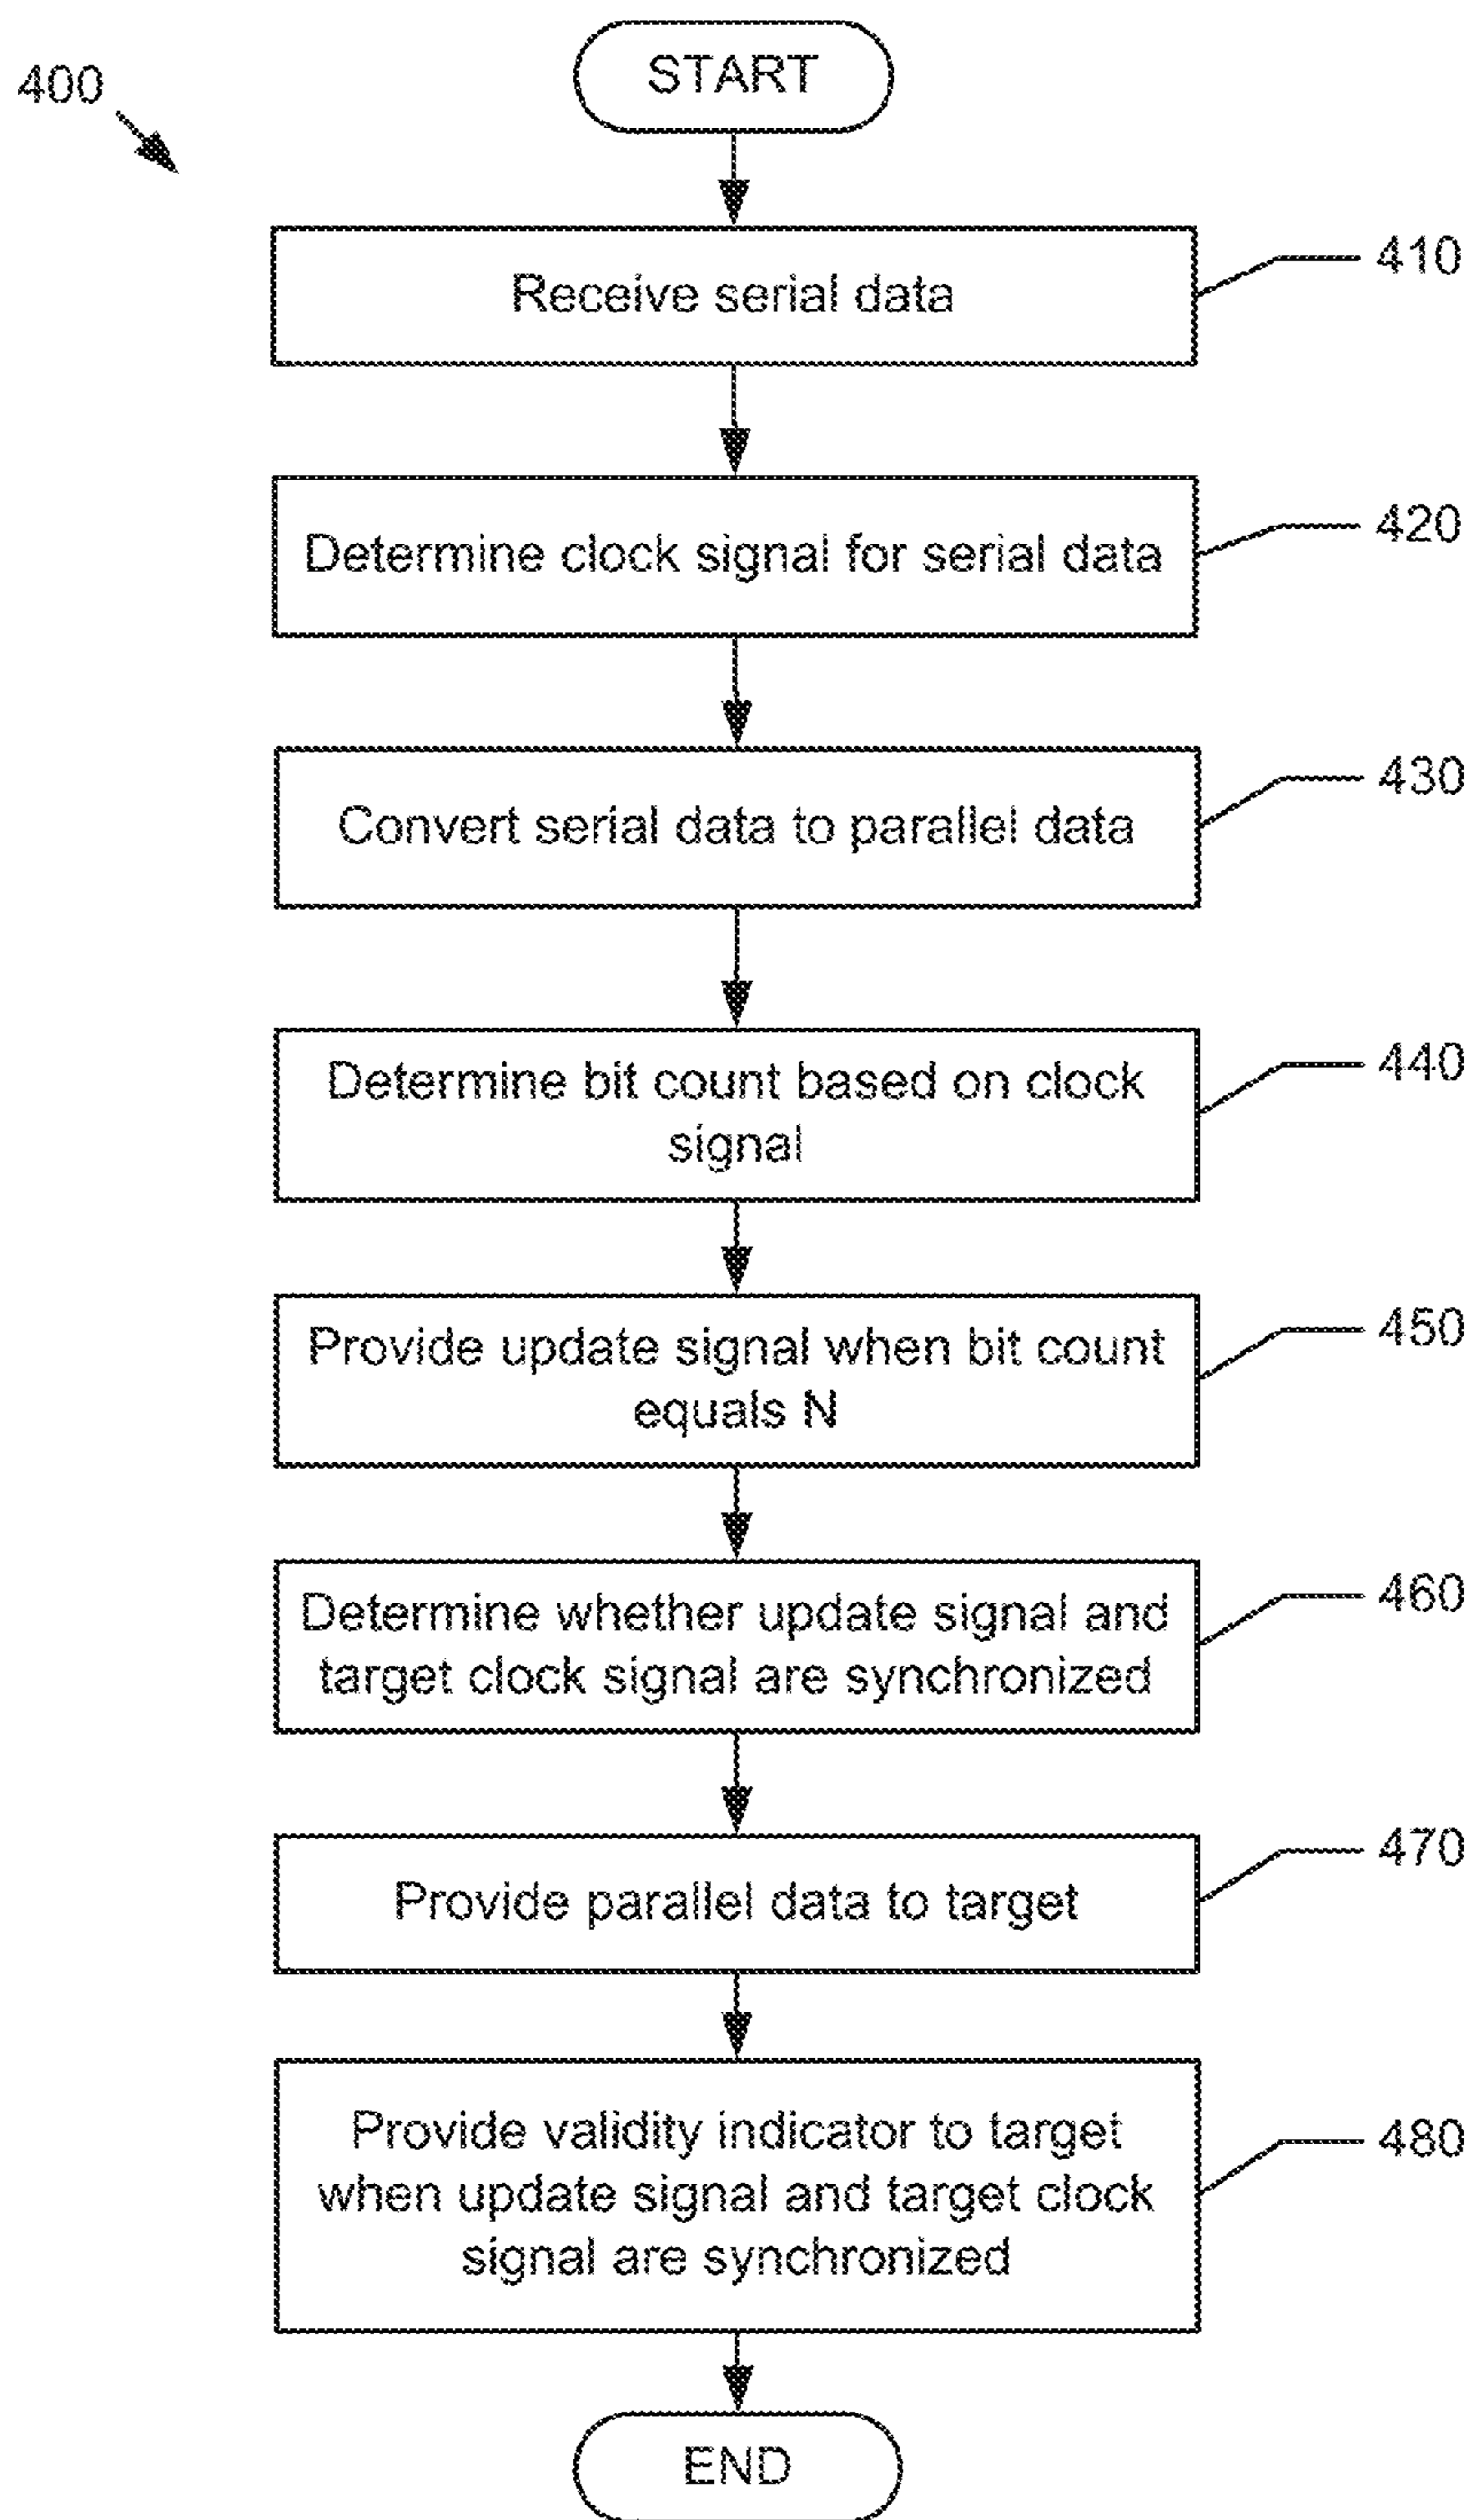 START
400
Receive serial data
410
Determine clock signal for serial data
420
Convert serial data to parallel data
430
Determine bit count based on clock
signal
440
Provide update signal when bit count
equals N
450
Determine whether update signal and
target clock signal are synchronized
460
Provide parallel data to target
470
Provide validity indicator to target
when update signal and target clock
signal are synchronized
480
END